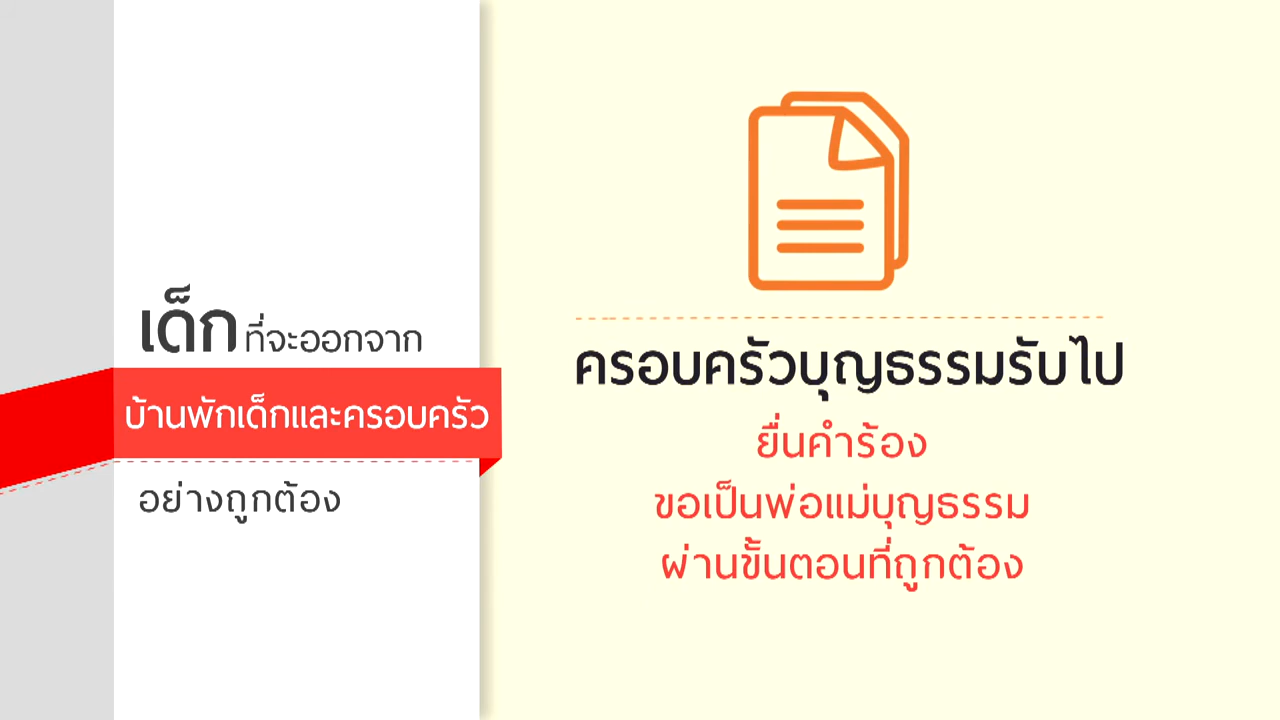 เด็กที่จะออกจาก
บ้านพักเด็กและครอบครัว
อย่างถูกต้อง
ครอบครัวบุญธรรมรับไป
ยื่นคำร้อง
ขอเป็นพ่อแม่บุญธรรม
ผ่านขั้นตอนที่ถูกต้อง